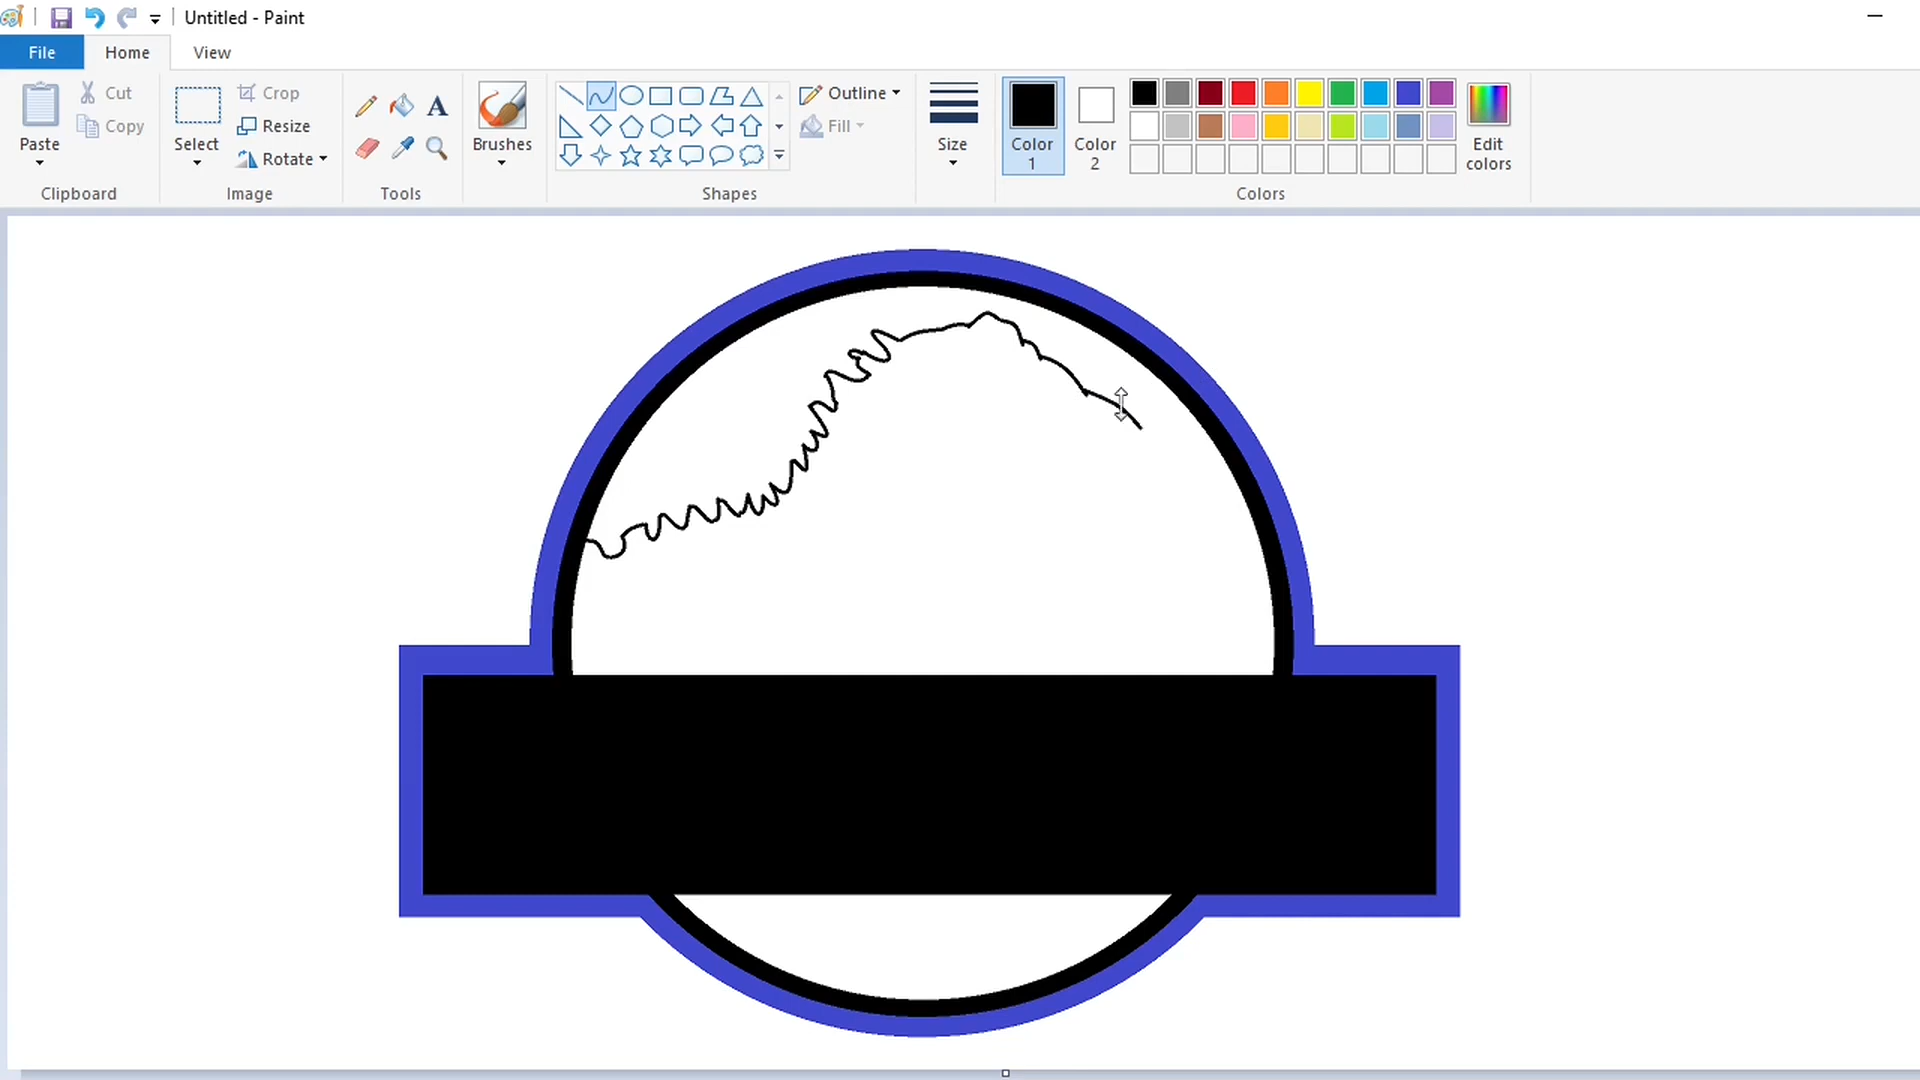 Untitled - Paint
File Home View
Paste Cut Copy Clipboard
Select Crop Resize Rotate Image
A Tools
Brushes
Outline Fill Shapes
Size
Color 1 Color 2 Edit colors Colors